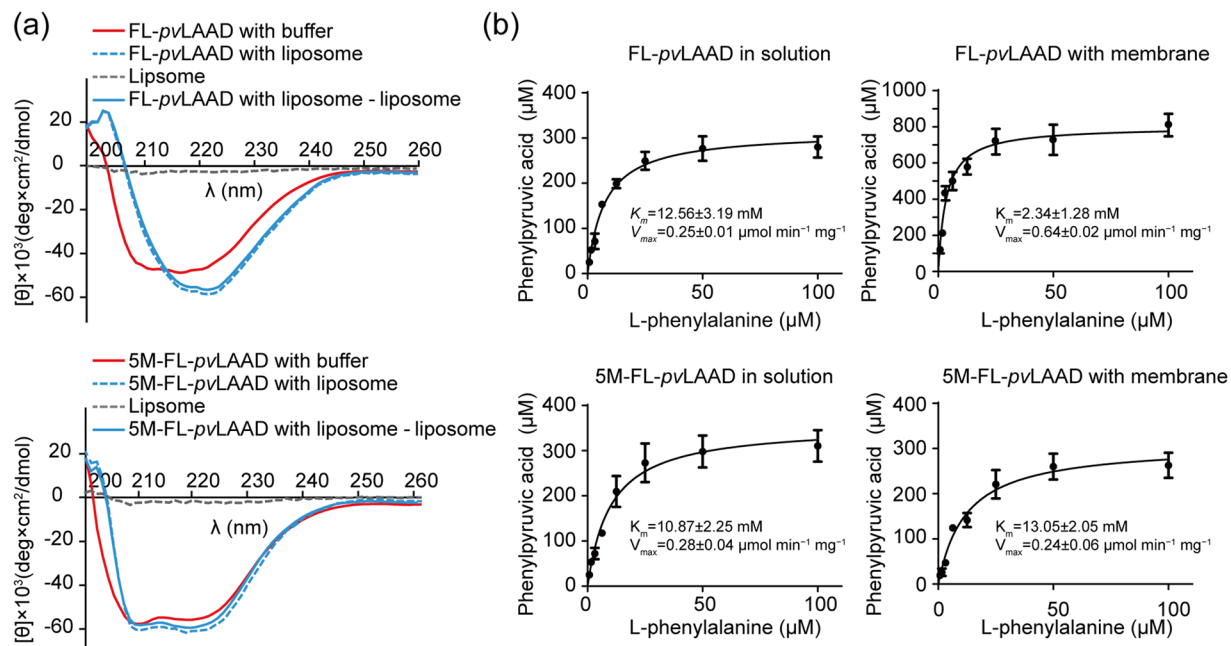 (a)
FL-pvLAAD with buffer
FL-pvLAAD with liposome
Lipsome
FL-pvLAAD with liposome - liposome
20
0
-20
-40
-60
200 210 220 230 240 250 260
λ (nm)
[θ]×10³(deg×cm²/dmol)
5M-FL-pvLAAD with buffer
5M-FL-pvLAAD with liposome
Lipsome
5M-FL-pvLAAD with liposome - liposome
20
0
-20
-40
-60
200 210 220 230 240 250 260
λ (nm)
[θ]×10³(deg×cm²/dmol)
(b)
FL-pvLAAD in solution
Phenylpyruvic acid (µM)
400
300
200
100
0
Kₘ=12.56±3.19 mM
Vₘₐₓ=0.25±0.01 µmol min⁻¹ mg⁻¹
0 50 100
L-phenylalanine (µM)
FL-pvLAAD with membrane
Phenylpyruvic acid (µM)
1000
800
600
400
200
0
Kₘ=2.34±1.28 mM
Vₘₐₓ=0.64±0.02 µmol min⁻¹ mg⁻¹
0 50 100
L-phenylalanine (µM)
5M-FL-pvLAAD in solution
Phenylpyruvic acid (µM)
400
300
200
100
0
Kₘ=10.87±2.25 mM
Vₘₐₓ=0.28±0.04 µmol min⁻¹ mg⁻¹
0 50 100
L-phenylalanine (µM)
5M-FL-pvLAAD with membrane
Phenylpyruvic acid (µM)
400
300
200
100
0
Kₘ=13.05±2.05 mM
Vₘₐₓ=0.24±0.06 µmol min⁻¹ mg⁻¹
0 50 100
L-phenylalanine (µM)